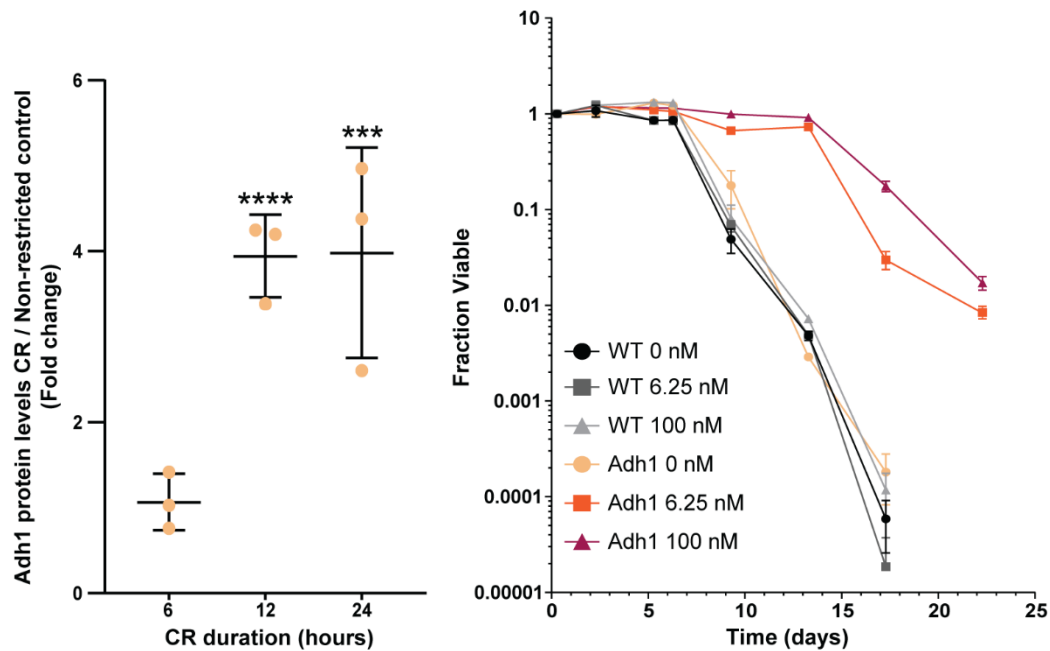 Adh1 protein levels CR / Non-restricted control
(Fold change)
6
4
2
0
****
***
6
12
24
CR duration (hours)
Fraction Viable
10
1
0.1
0.01
0.001
0.0001
0.00001
WT 0 nM
WT 6.25 nM
WT 100 nM
Adh1 0 nM
Adh1 6.25 nM
Adh1 100 nM
0
5
10
15
20
25
Time (days)